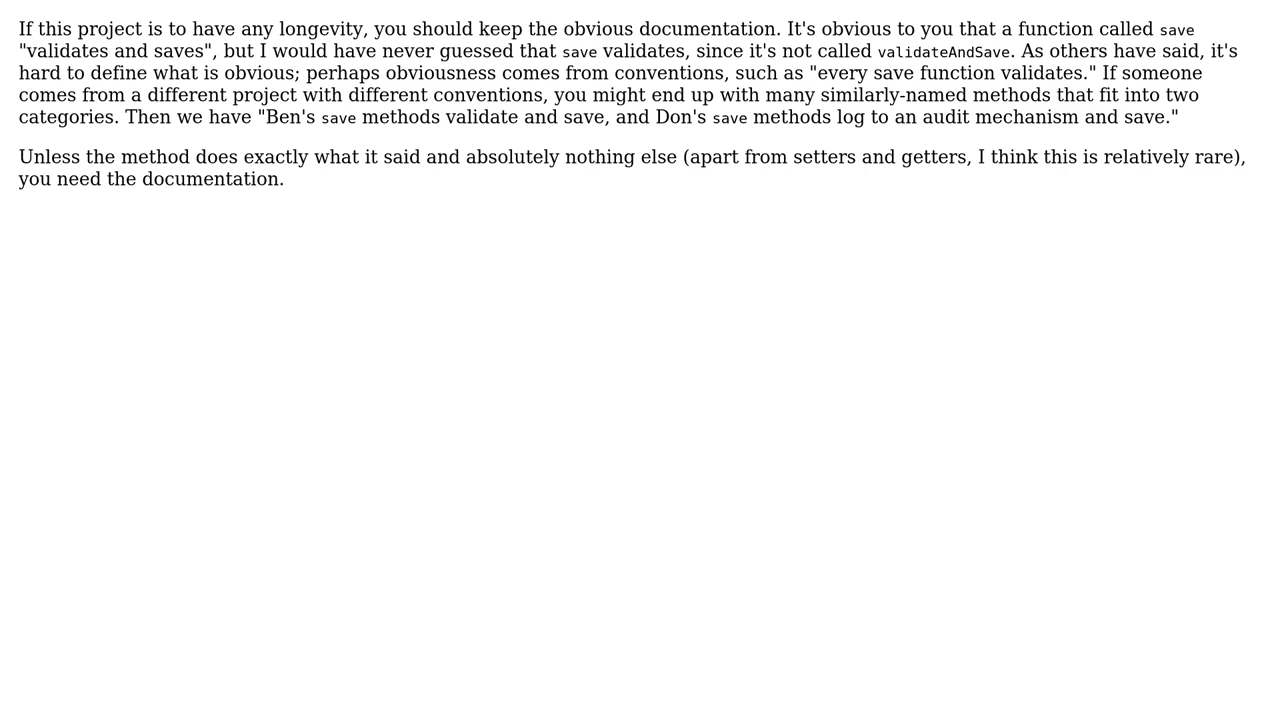 If this project is to have any longevity, you should keep the obvious documentation. It's obvious to you that a function called save
"validates and saves", but I would have never guessed that save validates, since it's not called validateAndSave. As others have said, it's
hard to define what is obvious; perhaps obviousness comes from conventions, such as "every save function validates." If someone
comes from a different project with different conventions, you might end up with many similarly-named methods that fit into two
categories. Then we have "Ben's save methods validate and save, and Don's save methods log to an audit mechanism and save."
Unless the method does exactly what it said and absolutely nothing else (apart from setters and getters, I think this is relatively rare),
you need the documentation.